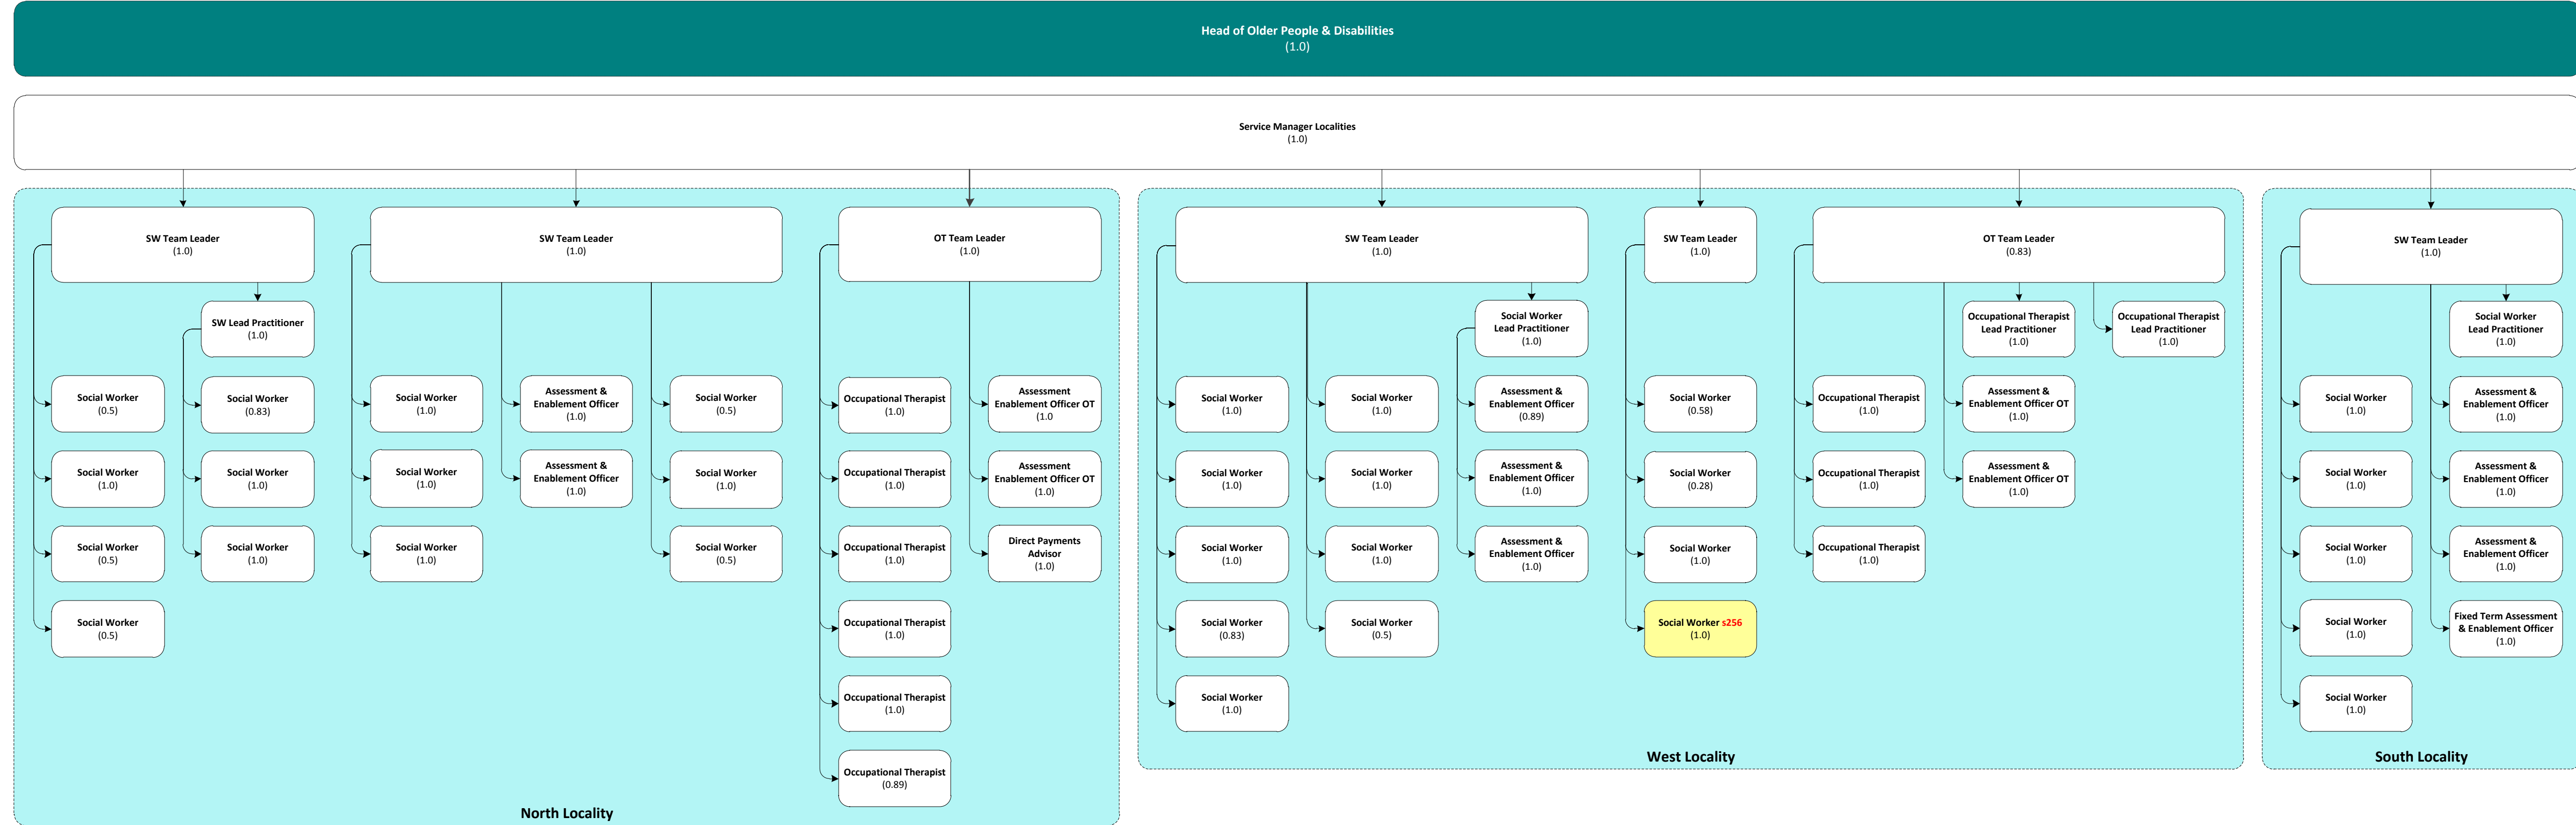 Head of Older People & Disabilities
(1.0)
Service Manager Localities
(1.0)
SW Team Leader
(1.0)
SW Lead Practitioner
(1.0)
Social Worker
(0.5)
Social Worker
(1.0)
Social Worker
(0.5)
Social Worker
(0.5)
Social Worker
(0.83)
Social Worker
(1.0)
Social Worker
(1.0)
SW Team Leader
(1.0)
Social Worker
(1.0)
Social Worker
(1.0)
Social Worker
(1.0)
Assessment &
Enablement Officer
(1.0)
Assessment &
Enablement Officer
(1.0)
Social Worker
(0.5)
Social Worker
(1.0)
Social Worker
(0.5)
OT Team Leader
(1.0)
Occupational Therapist
(1.0)
Occupational Therapist
(1.0)
Occupational Therapist
(1.0)
Occupational Therapist
(1.0)
Occupational Therapist
(1.0)
Occupational Therapist
(0.89)
Assessment
Enablement Officer OT
(1.0
Assessment
Enablement Officer OT
(1.0)
Direct Payments
Advisor
(1.0)
North Locality
SW Team Leader
(1.0)
Social Worker
(1.0)
Social Worker
(1.0)
Social Worker
(1.0)
Social Worker
(0.83)
Social Worker
(1.0)
Social Worker
(1.0)
Social Worker
(1.0)
Social Worker
(1.0)
Social Worker
(0.5)
Social Worker
Lead Practitioner
(1.0)
Assessment &
Enablement Officer
(0.89)
Assessment &
Enablement Officer
(1.0)
Assessment &
Enablement Officer
(1.0)
SW Team Leader
(1.0)
Social Worker
(0.58)
Social Worker
(0.28)
Social Worker
(1.0)
Social Worker s256
(1.0)
OT Team Leader
(0.83)
Occupational Therapist
(1.0)
Occupational Therapist
(1.0)
Occupational Therapist
(1.0)
Occupational Therapist
Lead Practitioner
(1.0)
Assessment &
Enablement Officer OT
(1.0)
Assessment &
Enablement Officer OT
(1.0)
Occupational Therapist
Lead Practitioner
(1.0)
West Locality
SW Team Leader
(1.0)
Social Worker
(1.0)
Social Worker
(1.0)
Social Worker
(1.0)
Social Worker
(1.0)
Social Worker
(1.0)
Social Worker
Lead Practitioner
(1.0)
Assessment &
Enablement Officer
(1.0)
Assessment &
Enablement Officer
(1.0)
Assessment &
Enablement Officer
(1.0)
Fixed Term Assessment
& Enablement Officer
(1.0)
South Locality